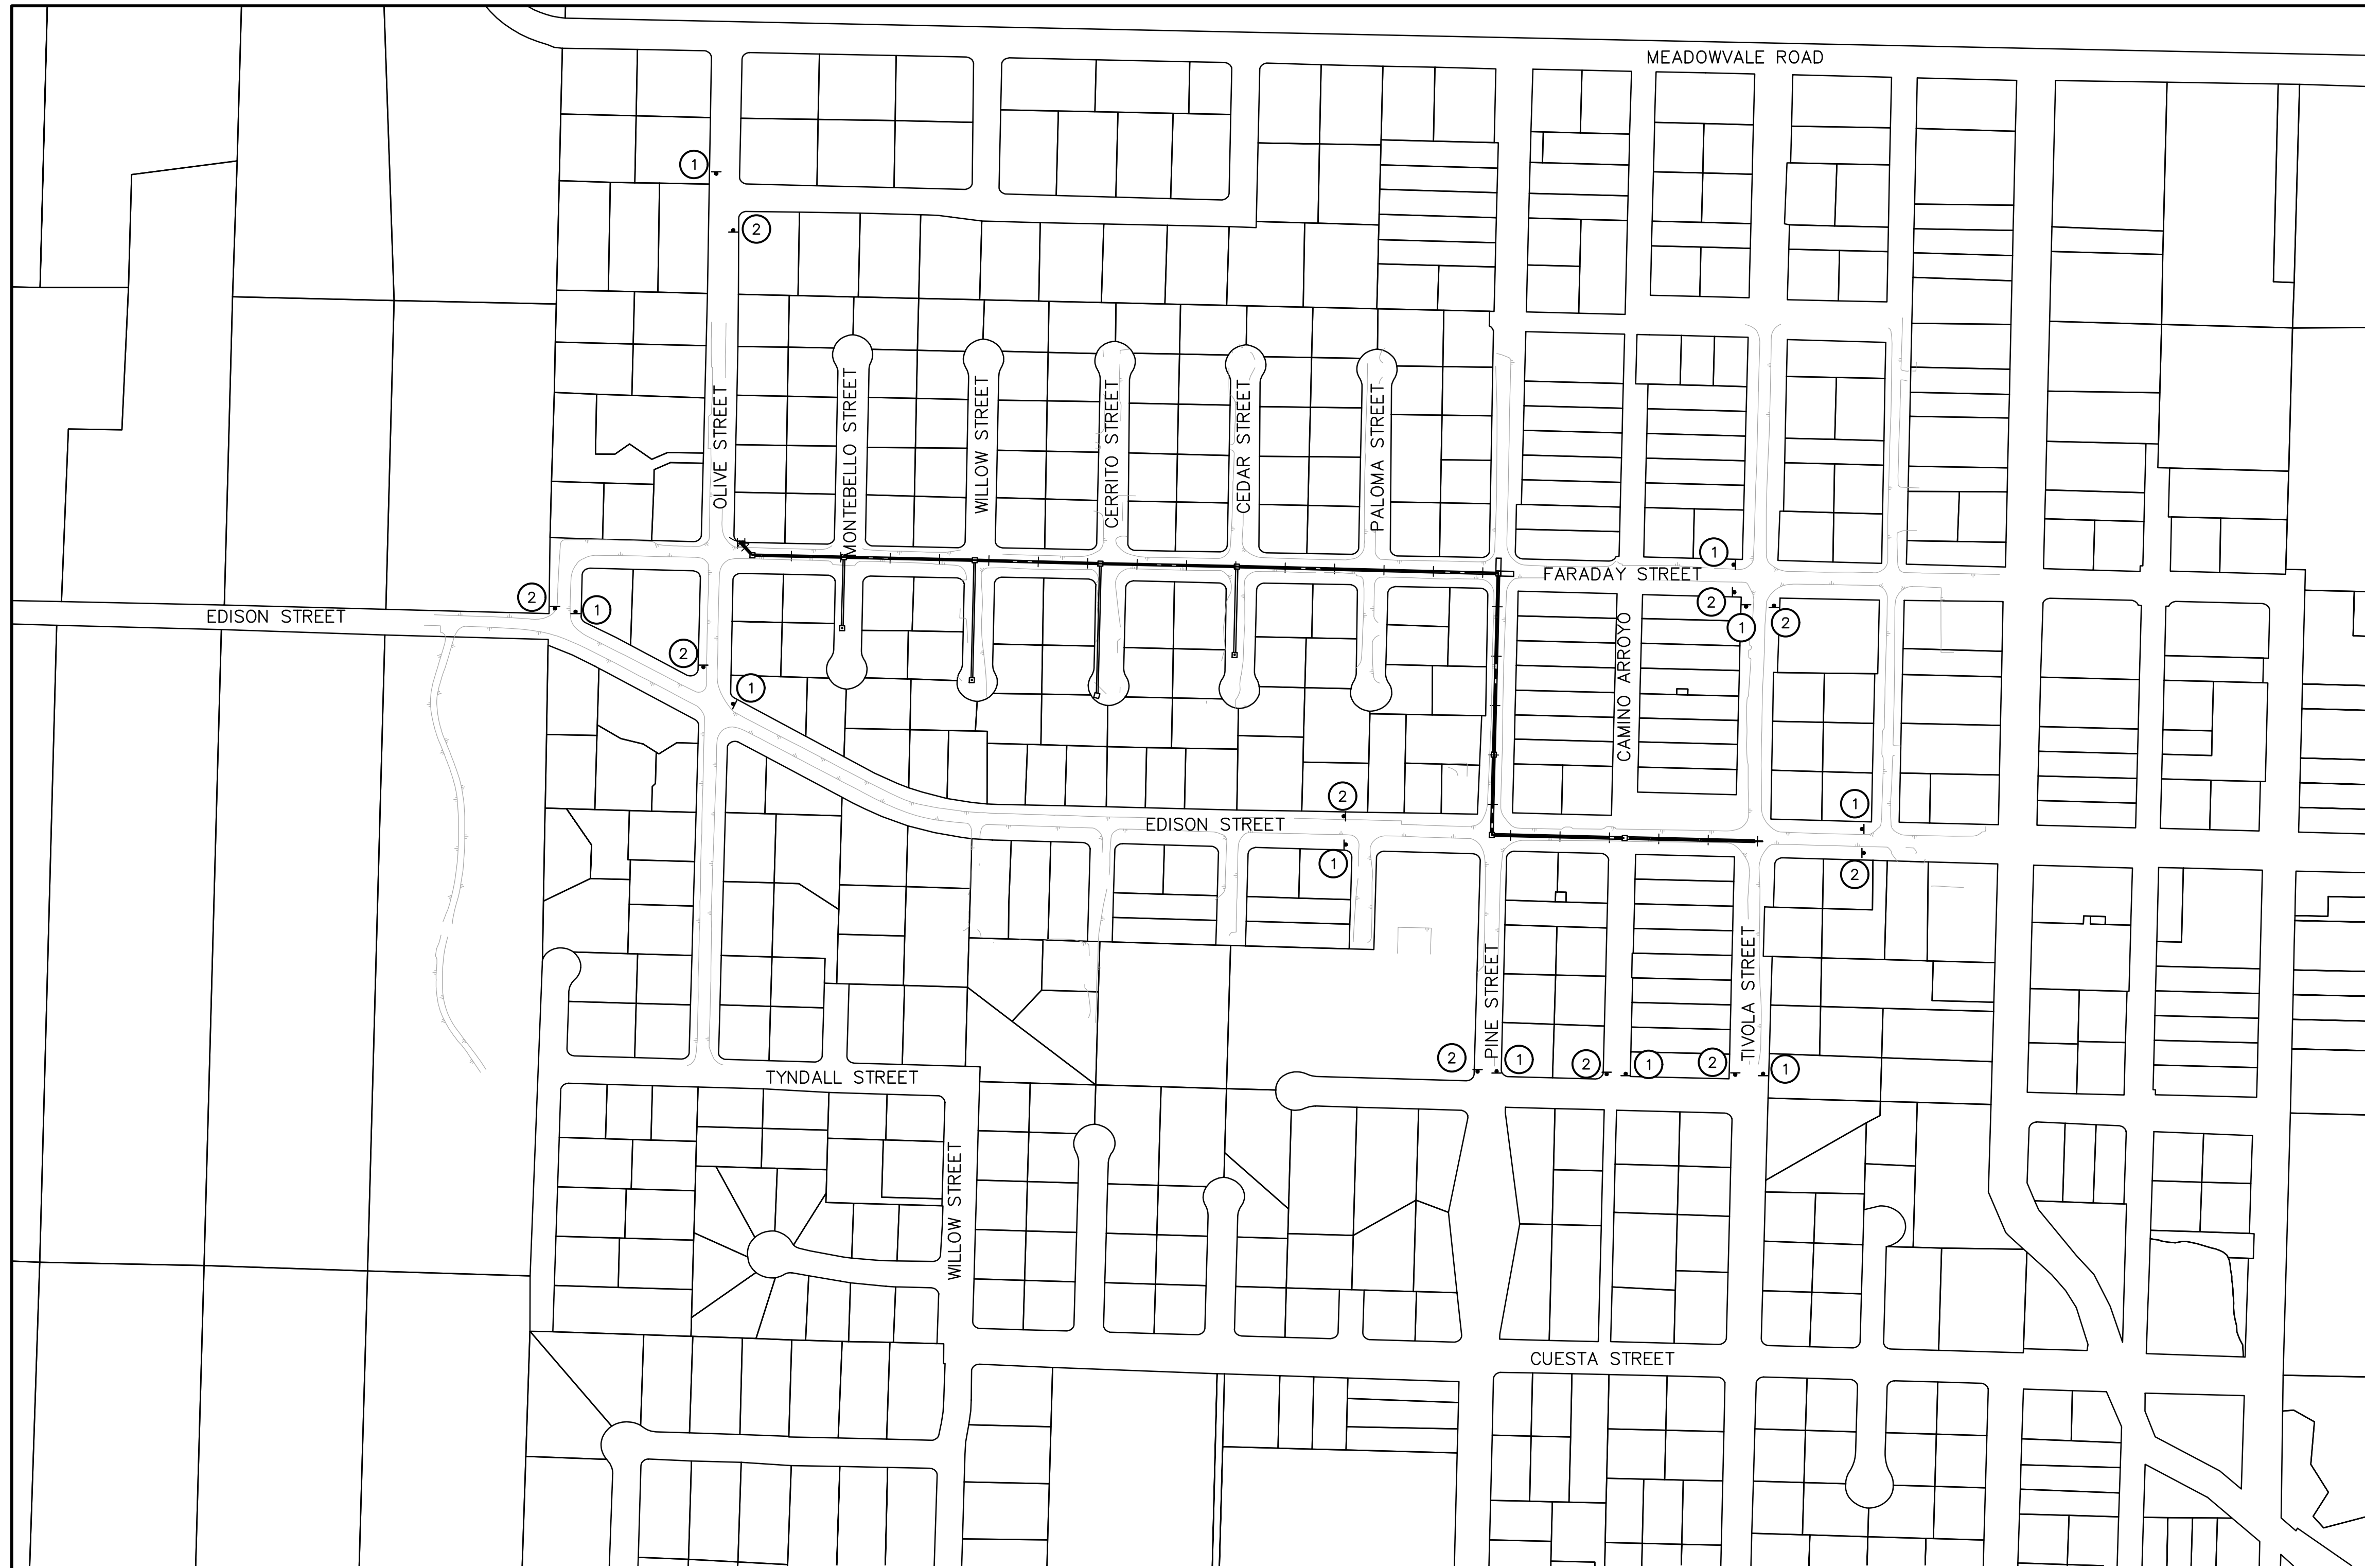 MEADOWVALE ROAD
1
2
OLIVE STREET
MONTEBELLO STREET
WILLOW STREET
CERRITO STREET
CEDAR STREET
PALOMA STREET
1
FARADAY STREET
2
1
EDISON STREET
2
1
2
CAMINO ARROYO
2
1
2
1
EDISON STREET
1
2
PINE STREET
TIVOLA STREET
2
1
2
1
2
1
TYNDALL STREET
WILLOW STREET
CUESTA STREET